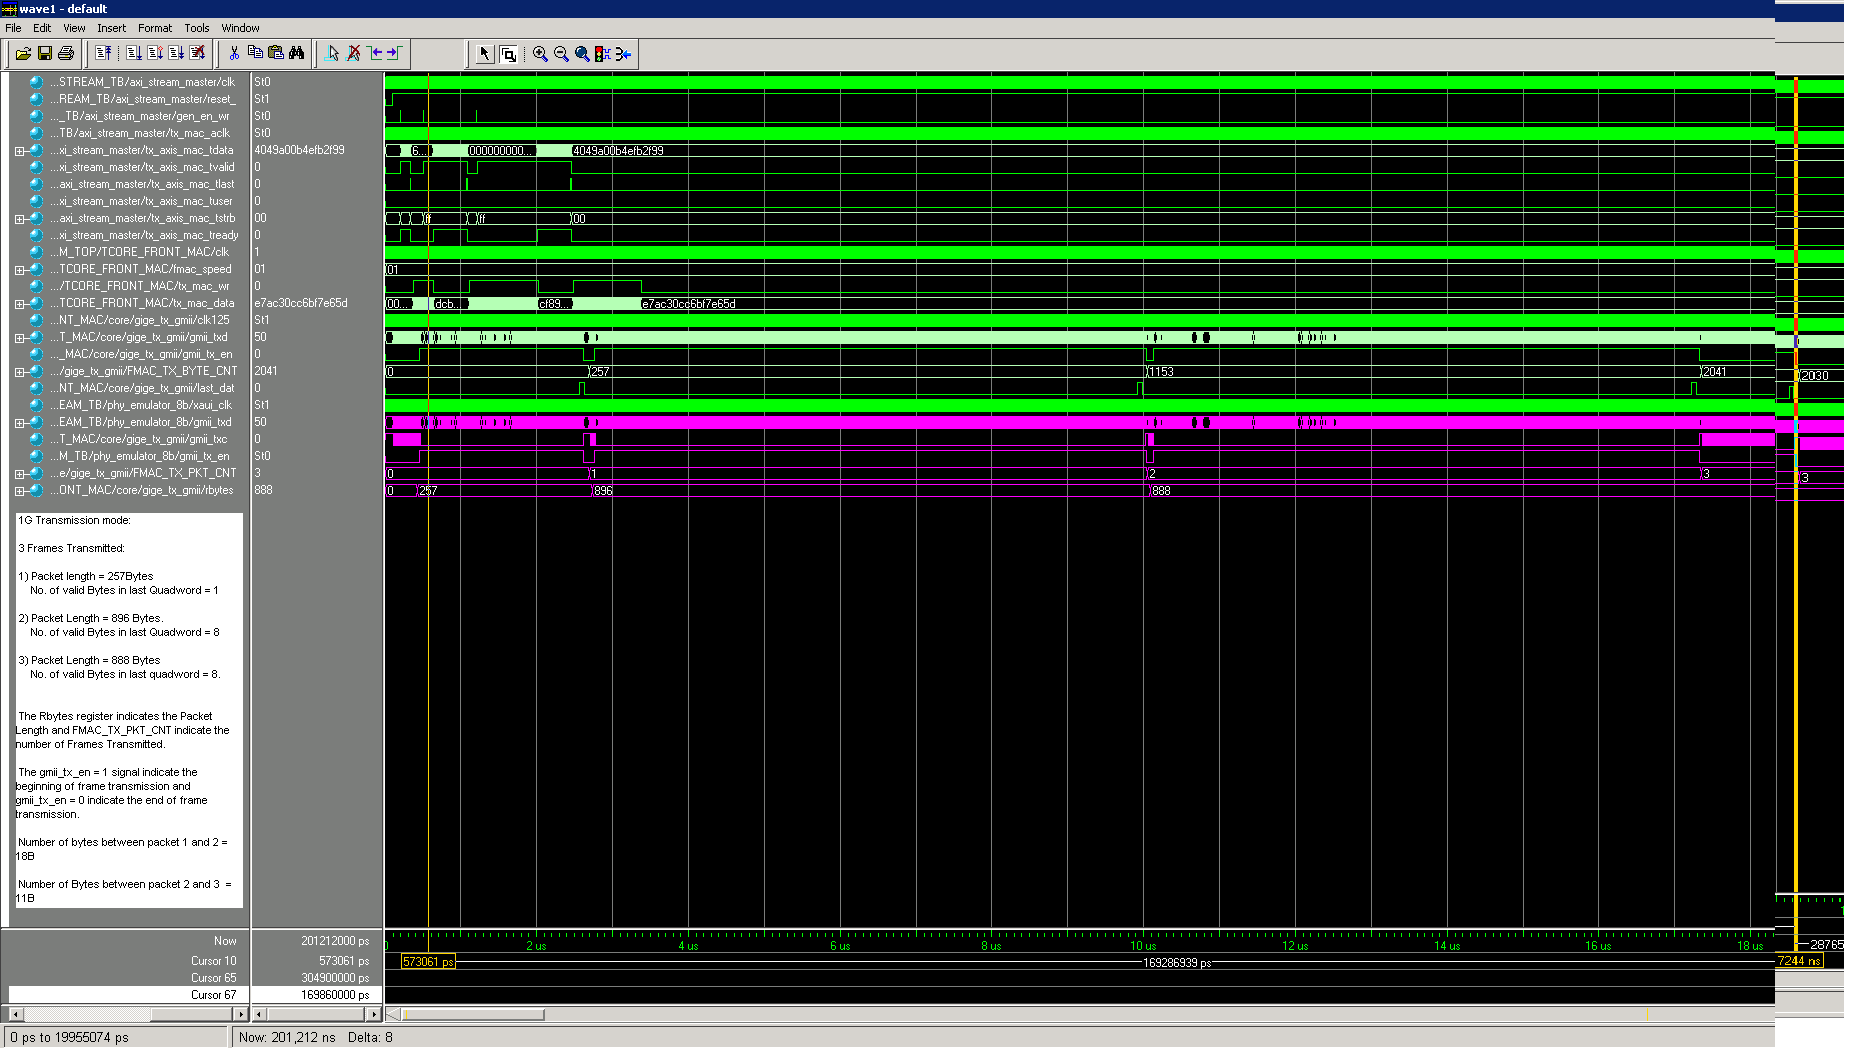 wave1 - default
File Edit View Insert Format Tools Window
...STREAM_TB/axi_stream_master/clk St0
...REAM_TB/axi_stream_master/reset_ St1
..._TB/axi_stream_master/gen_en_wr St0
...TB/axi_stream_master/tx_mac_aclk St0
...xi_stream_master/tx_axis_mac_tdata 4049a00b4efb2f99 6... 000000000... 4049a00b4efb2f99
...xi_stream_master/tx_axis_mac_tvalid 0
...axi_stream_master/tx_axis_mac_tlast 0
...xi_stream_master/tx_axis_mac_tuser 0
...axi_stream_master/tx_axis_mac_tstrb 00 ff ff 00
...xi_stream_master/tx_axis_mac_tready 0
...M_TOP/TCORE_FRONT_MAC/clk 1
...TCORE_FRONT_MAC/fmac_speed 01 01
.../TCORE_FRONT_MAC/tx_mac_wr 0
...TCORE_FRONT_MAC/tx_mac_data e7ac30cc6bf7e65d 00... dcb... cf89... e7ac30cc6bf7e65d
...NT_MAC/core/gige_tx_gmii/clk125 St1
...T_MAC/core/gige_tx_gmii/gmii_txd 50
..._MAC/core/gige_tx_gmii/gmii_tx_en 0
.../gige_tx_gmii/FMAC_TX_BYTE_CNT 2041 0 257 1153 2041 2030
...NT_MAC/core/gige_tx_gmii/last_dat 0
...EAM_TB/phy_emulator_8b/xaui_clk St1
...EAM_TB/phy_emulator_8b/gmii_txd 50
...T_MAC/core/gige_tx_gmii/gmii_txc 0
...M_TB/phy_emulator_8b/gmii_tx_en St0
...e/gige_tx_gmii/FMAC_TX_PKT_CNT 3 0 1 2 3 3
...ONT_MAC/core/gige_tx_gmii/rbytes 888 0 257 896 888
1G Transmission mode:
3 Frames Transmitted:
1) Packet length = 257Bytes
No. of valid Bytes in last Quadword = 1
2) Packet Length = 896 Bytes.
No. of valid Bytes in last Quadword = 8
3) Packet Length = 888 Bytes
No. of valid Bytes in last quadword = 8.
The Rbytes register indicates the Packet
Length and FMAC_TX_PKT_CNT indicate the
number of Frames Transmitted.
The gmii_tx_en = 1 signal indicate the
beginning of frame transmission and
gmii_tx_en = 0 indicate the end of frame
transmission.
Number of bytes between packet 1 and 2 =
18B
Number of Bytes between packet 2 and 3 =
11B
Now 201212000 ps 2 us 4 us 6 us 8 us 10 us 12 us 14 us 16 us 18 us 28765
Cursor 10 573061 ps 573061 ps 169286939 ps 7244 ns
Cursor 65 304900000 ps
Cursor 67 169860000 ps
0 ps to 19955074 ps Now: 201,212 ns Delta: 8